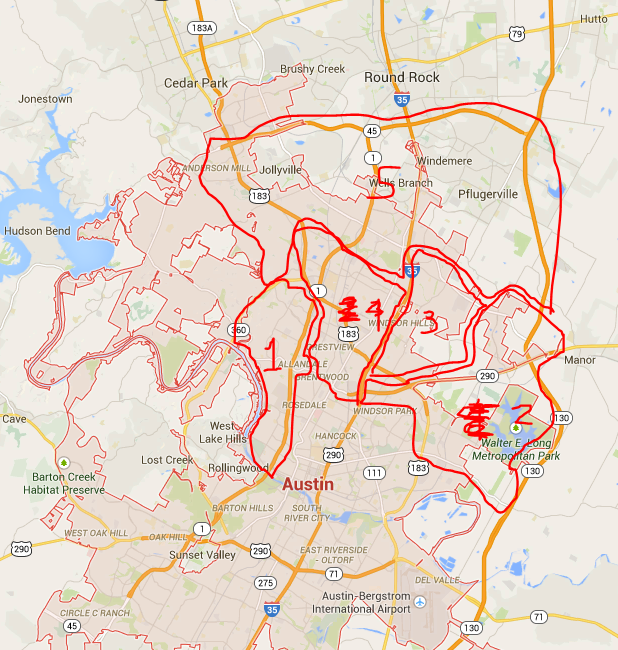 183A
Hutto
79
Brushy Creek
Cedar Park
Round Rock
Jonestown
35
45
1
ANDERSON MILL
Jollyville
Windemere
5
Wells Branch
183
Pflugerville
Hudson Bend
35
1
4
360
183
WINDSOR HILLS
3
1
CRESTVIEW
Manor
ALLANDALE
BRENTWOOD
290
ROSEDALE
WINDSOR PARK
2
130
Cave
West
Lake Hills
HANCOCK
Walter E. Long
Metropolitan Park
Lost Creek
290
Rollingwood
183
130
Barton Creek
Habitat Preserve
111
Austin
BARTON HILLS
SOUTH
RIVER CITY
1
WEST OAK HILL
OAK HILL
290
Sunset Valley
290
EAST RIVERSIDE
- OLTORF
71
DEL VALLE
275
Austin-Bergstrom
International Airport
35
CIRCLE C RANCH
45
71
130